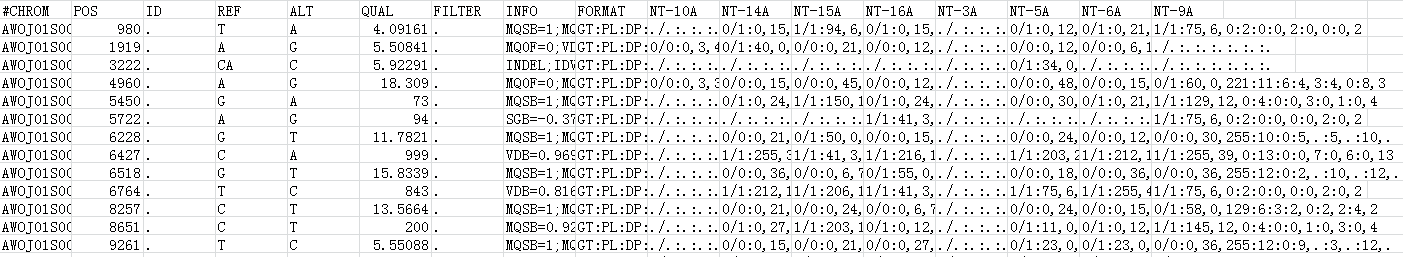 #CHROM POS ID REF ALT QUAL FILTER INFO FORMAT NT-10A NT-14A NT-15A NT-16A NT-3A NT-5A NT-6A NT-9A
AWOJ01S00 980 . T A 4.09161 . MQSB=1;MQ GT:PL:DP: ./.:.:.:. 0/1:0,15, 1/1:94,6, 0/1:0,15, ./.:.:.:. 0/1:0,12, 0/1:0,21, 1/1:75,6,0:2:0:0,2:0,0:0,2
AWOJ01S00 1919 . A G 5.50841 . MQ0F=0;VD GT:PL:DP: 0/0:0,3,4 0/1:40,0, 0/0:0,21, 0/0:0,12, ./.:.:.:. 0/0:0,12, 0/0:0,6,1 ./.:.:.:.:.:.
AWOJ01S00 3222 . CA C 5.92291 . INDEL;IDV GT:PL:DP: ./.:.:.:. ./.:.:.:. ./.:.:.:. ./.:.:.:. ./.:.:.:. 0/1:34,0, ./.:.:.:. ./.:.:.:.:.:.
AWOJ01S00 4960 . A G 18.309 . MQ0F=0;MQ GT:PL:DP: 0/0:0,3,3 0/0:0,15, 0/0:0,45, 0/0:0,12, ./.:.:.:. 0/0:0,48, 0/0:0,15, 0/1:60,0,221:11:6:4,3:4,0:8,3
AWOJ01S00 5450 . G A 73 . MQSB=1;MQ GT:PL:DP: ./.:.:.:. 0/1:0,24, 1/1:150,1 0/1:0,24, ./.:.:.:. 0/0:0,30, 0/1:0,21, 1/1:129,12,0:4:0:0,3:0,1:0,4
AWOJ01S00 5722 . A G 94 . SGB=-0.37 GT:PL:DP: ./.:.:.:. ./.:.:.:. ./.:.:.:. 1/1:41,3, ./.:.:.:. ./.:.:.:. ./.:.:.:. 1/1:75,6,0:2:0:0,0:2:0,2
AWOJ01S00 6228 . G T 11.7821 . MQSB=1;MQ GT:PL:DP: ./.:.:.:. 0/0:0,21, 0/1:50,0, 0/0:0,15, ./.:.:.:. 0/0:0,24, 0/0:0,12, 0/0:0,30,255:10:0:5,.:5,.:10,.
AWOJ01S00 6427 . C A 999 . VDB=0.969 GT:PL:DP: ./.:.:.:. 1/1:255,3 1/1:41,3, 1/1:216,1 ./.:.:.:. 1/1:203,2 1/1:212,1 1/1:255,39,0:13:0:0,7:0,6:0,13
AWOJ01S00 6518 . G T 15.8339 . MQSB=1;MQ GT:PL:DP: ./.:.:.:. 0/0:0,36, 0/0:0,6,7 0/1:55,0, ./.:.:.:. 0/0:0,18, 0/0:0,36, 0/0:0,36,255:12:0:2,.:10,.:12,.
AWOJ01S00 6764 . T C 843 . VDB=0.816 GT:PL:DP: ./.:.:.:. 1/1:212,1 1/1:206,1 1/1:41,3, ./.:.:.:. 1/1:75,6, 1/1:255,4 1/1:75,6,0:2:0:0,0:0,2:0,2
AWOJ01S00 8257 . C T 13.5664 . MQSB=1;MQ GT:PL:DP: ./.:.:.:. 0/0:0,21, 0/0:0,24, 0/0:0,6,7 ./.:.:.:. 0/0:0,24, 0/0:0,15, 0/1:58,0,129:6:3:2,0:2,2:4,2
AWOJ01S00 8651 . C T 200 . MQSB=0.92 GT:PL:DP: ./.:.:.:. 0/1:0,27, 1/1:203,1 0/1:0,12, ./.:.:.:. 0/1:11,0, 0/1:0,12, 1/1:145,12,0:4:0:0,1:0,3:0,4
AWOJ01S00 9261 . T C 5.55088 . MQSB=1;MQ GT:PL:DP: ./.:.:.:. 0/0:0,15, 0/0:0,21, 0/0:0,27, ./.:.:.:. 0/1:23,0, 0/1:23,0, 0/0:0,36,255:12:0:9,.:3,.:12,.